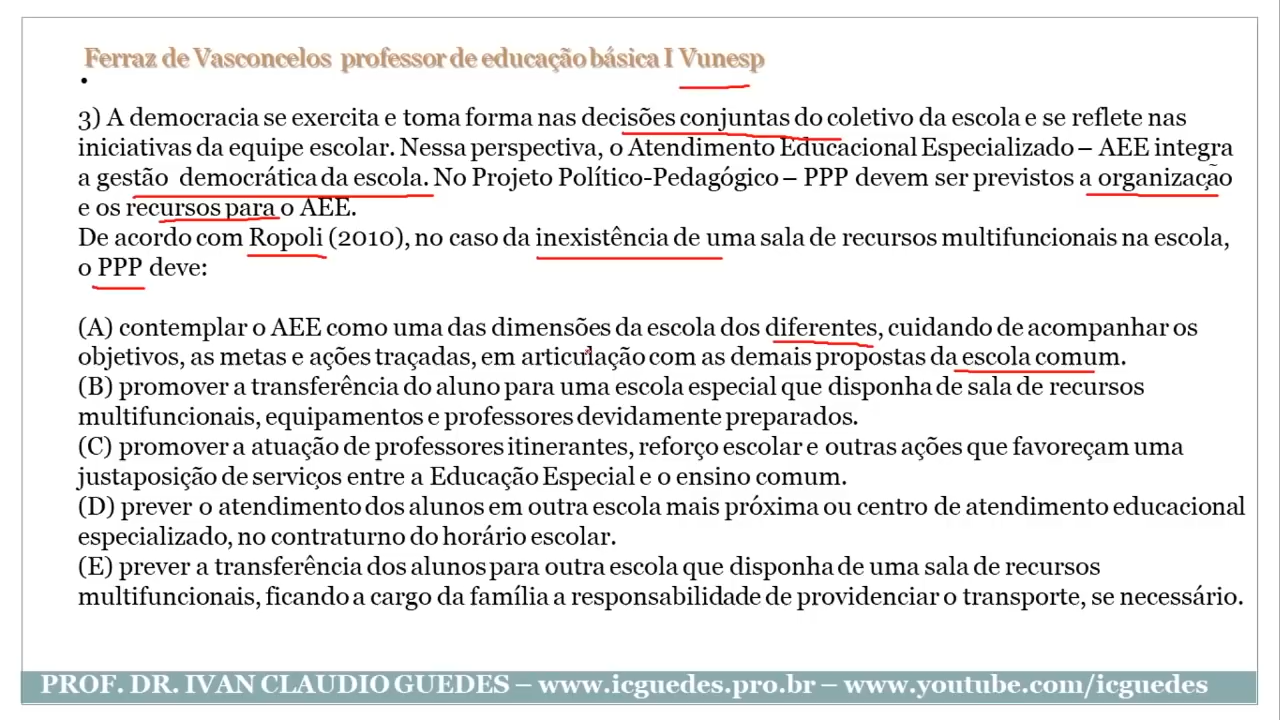 Ferraz de Vasconcelos professor de educação básica I Vunesp
•
3) A democracia se exercita e toma forma nas decisões conjuntas do coletivo da escola e se reflete nas
iniciativas da equipe escolar. Nessa perspectiva, o Atendimento Educacional Especializado – AEE integra
a gestão democrática da escola. No Projeto Político-Pedagógico – PPP devem ser previstos a organização
e os recursos para o AEE.
De acordo com Ropoli (2010), no caso da inexistência de uma sala de recursos multifuncionais na escola,
o PPP deve:
(A) contemplar o AEE como uma das dimensões da escola dos diferentes, cuidando de acompanhar os
objetivos, as metas e ações traçadas, em articulação com as demais propostas da escola comum.
(B) promover a transferência do aluno para uma escola especial que disponha de sala de recursos
multifuncionais, equipamentos e professores devidamente preparados.
(C) promover a atuação de professores itinerantes, reforço escolar e outras ações que favoreçam uma
justaposição de serviços entre a Educação Especial e o ensino comum.
(D) prever o atendimento dos alunos em outra escola mais próxima ou centro de atendimento educacional
especializado, no contraturno do horário escolar.
(E) prever a transferência dos alunos para outra escola que disponha de uma sala de recursos
multifuncionais, ficando a cargo da família a responsabilidade de providenciar o transporte, se necessário.
PROF. DR. IVAN CLAUDIO GUEDES – www.icguedes.pro.br – www.youtube.com/icguedes